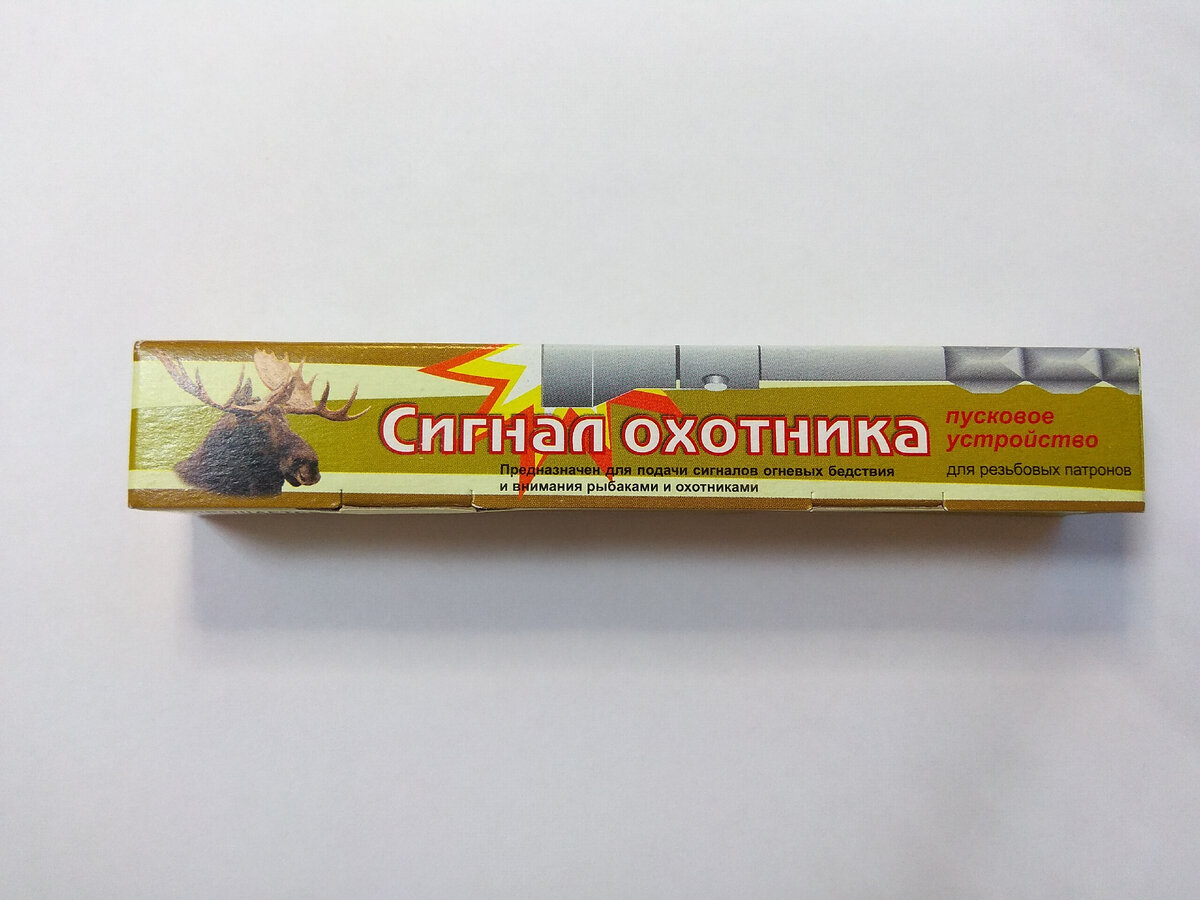 Сигнал охотника
Предназначен для подачи сигналов огневых бедствия
и внимания рыбаками и охотниками
пусковое
устройство
для резьбовых патронов